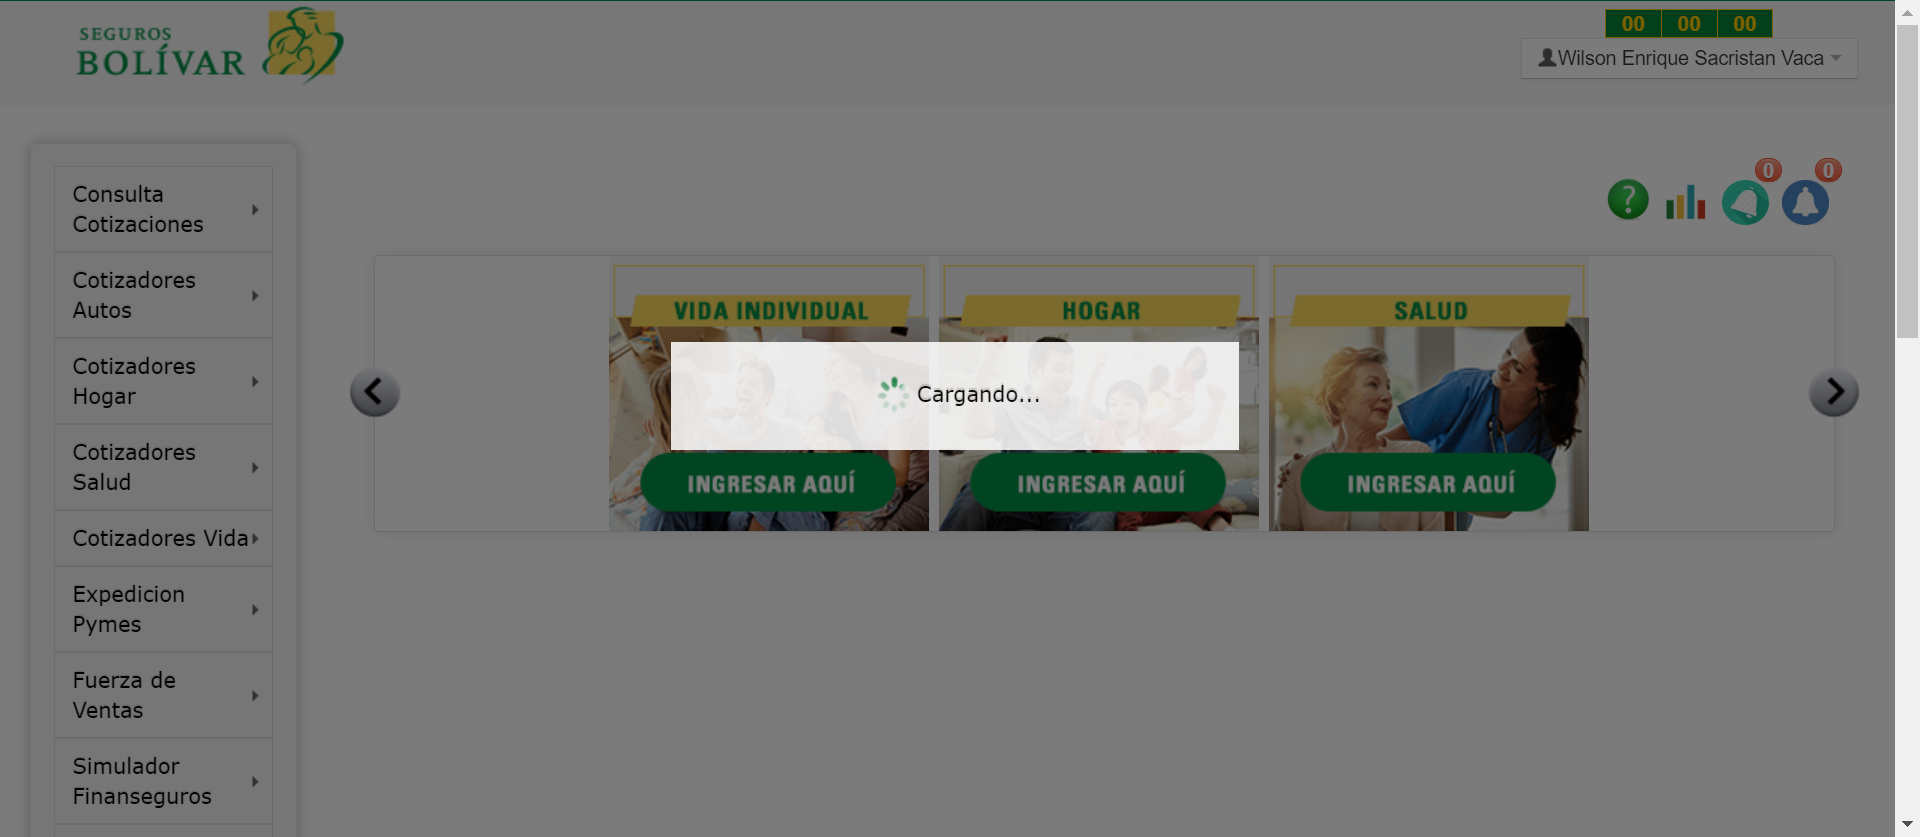 SEGUROS
BOLÍVAR
00 00 00
Wilson Enrique Sacristan Vaca
Consulta
Cotizaciones
Cotizadores
Autos
Cotizadores
Hogar
Cotizadores
Salud
Cotizadores Vida
Expedicion
Pymes
Fuerza de
Ventas
Simulador
Finanseguros
?
0
0
VIDA INDIVIDUAL
HOGAR
SALUD
Cargando...
INGRESAR AQUÍ
INGRESAR AQUÍ
INGRESAR AQUÍ